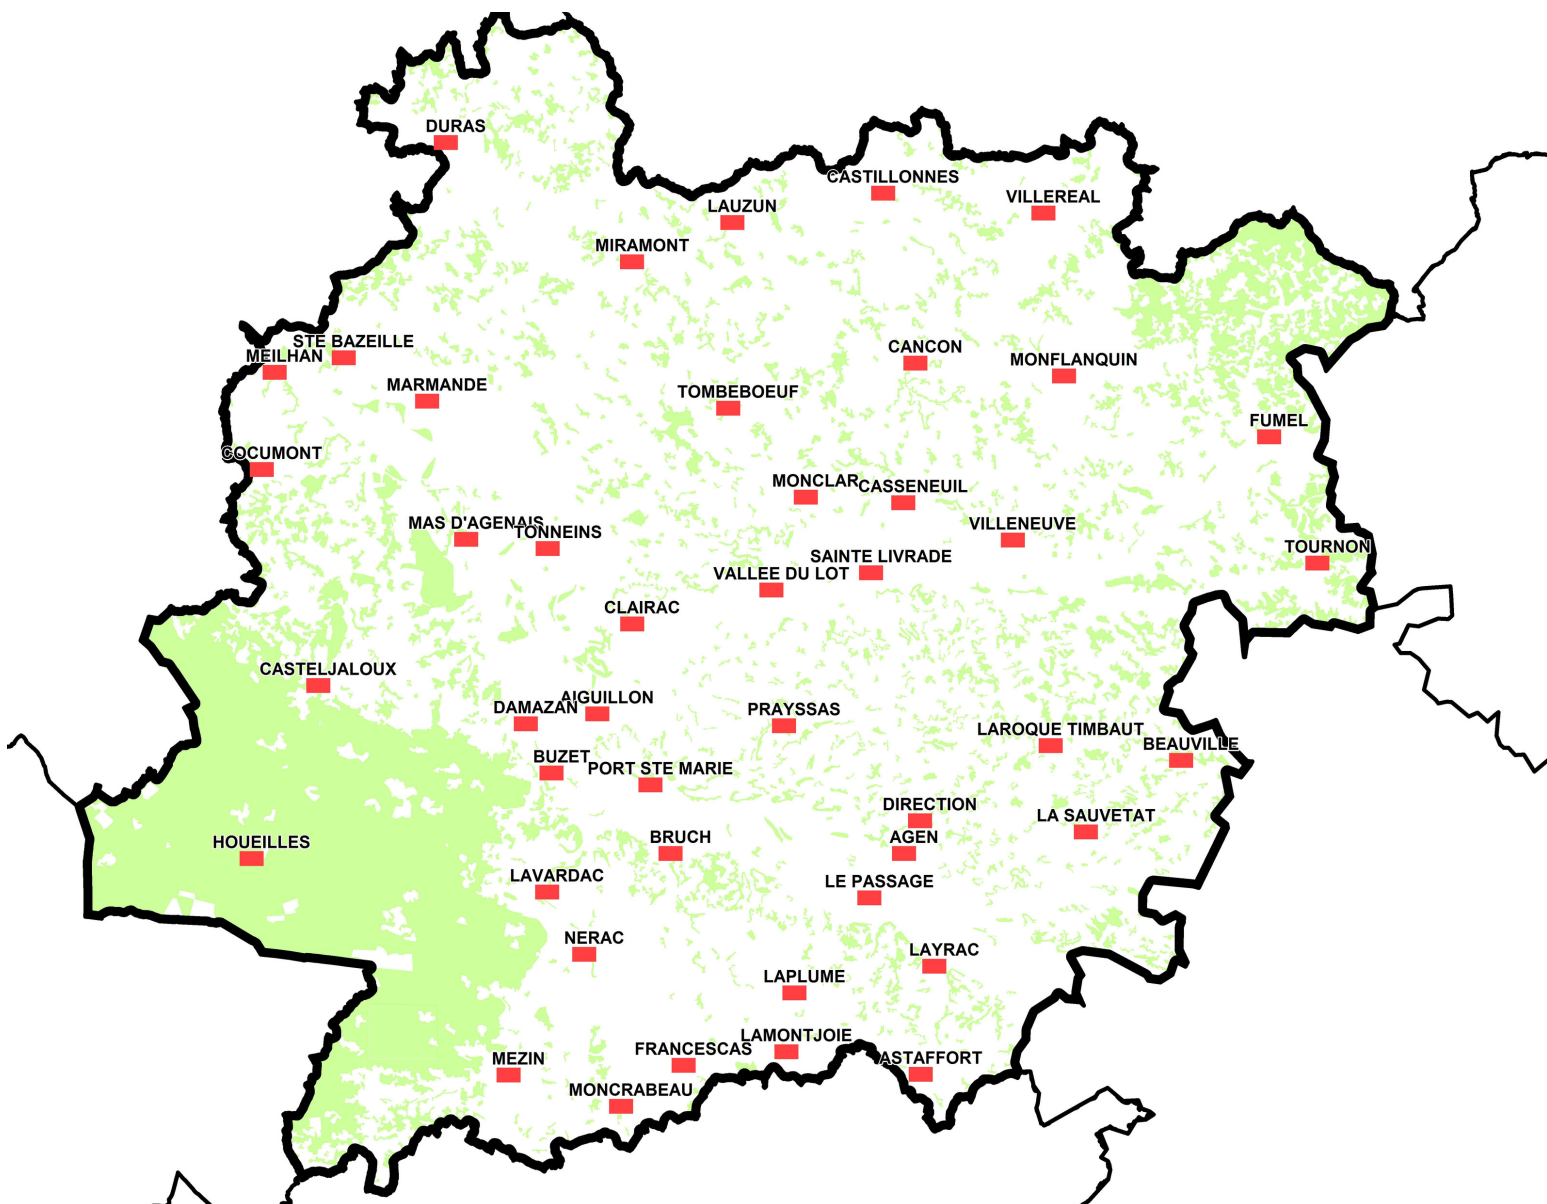 DURAS
CASTILLONNES
VILLEREAL
LAUZUN
MIRAMONT
STE BAZEILLE
MEILHAN
CANCON
MONFLANQUIN
MARMANDE
TOMBEBOEUF
FUMEL
COCUMONT
MONCLAR
CASSENEUIL
MAS D'AGENAIS
TONNEINS
VILLENEUVE
TOURNON
SAINTE LIVRADE
VALLEE DU LOT
CLAIRAC
CASTELJALOUX
AIGUILLON
DAMAZAN
PRAYSSAS
LAROQUE TIMBAUT
BEAUVILLE
BUZET
PORT STE MARIE
DIRECTION
LA SAUVETAT
HOUEILLES
BRUCH
AGEN
LAVARDAC
LE PASSAGE
NERAC
LAYRAC
LAPLUME
LAMONTJOIE
FRANCESCAS
MEZIN
ASTAFFORT
MONCRABEAU